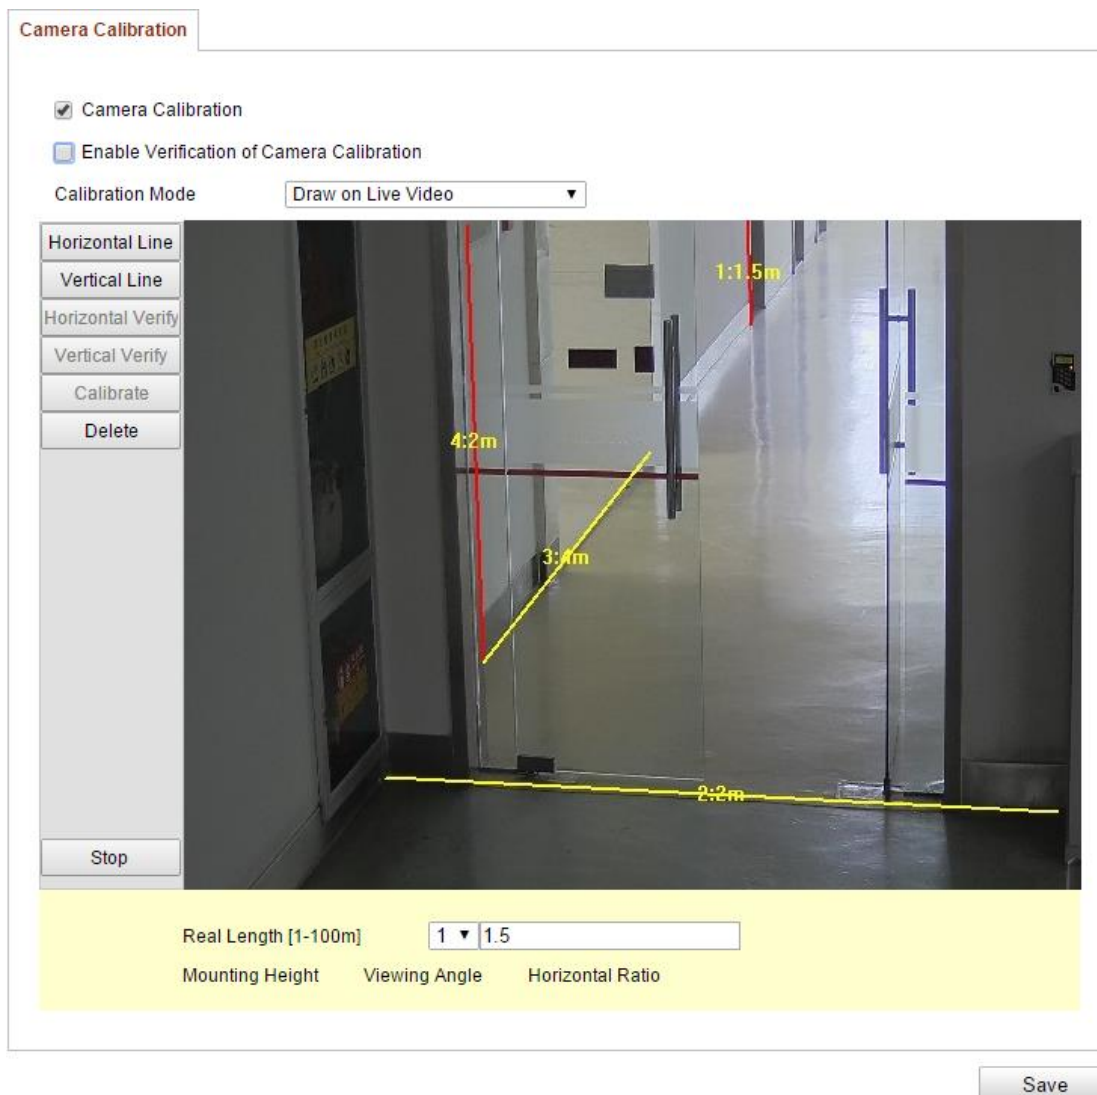 Camera Calibration
Camera Calibration
Enable Verification of Camera Calibration
Calibration Mode Draw on Live Video
Horizontal Line
Vertical Line
Horizontal Verify
Vertical Verify
Calibrate
Delete
1:1.5m
4:2m
3:4m
2:2m
Stop
Real Length [1-100m] 1 1.5
Mounting Height Viewing Angle Horizontal Ratio
Save